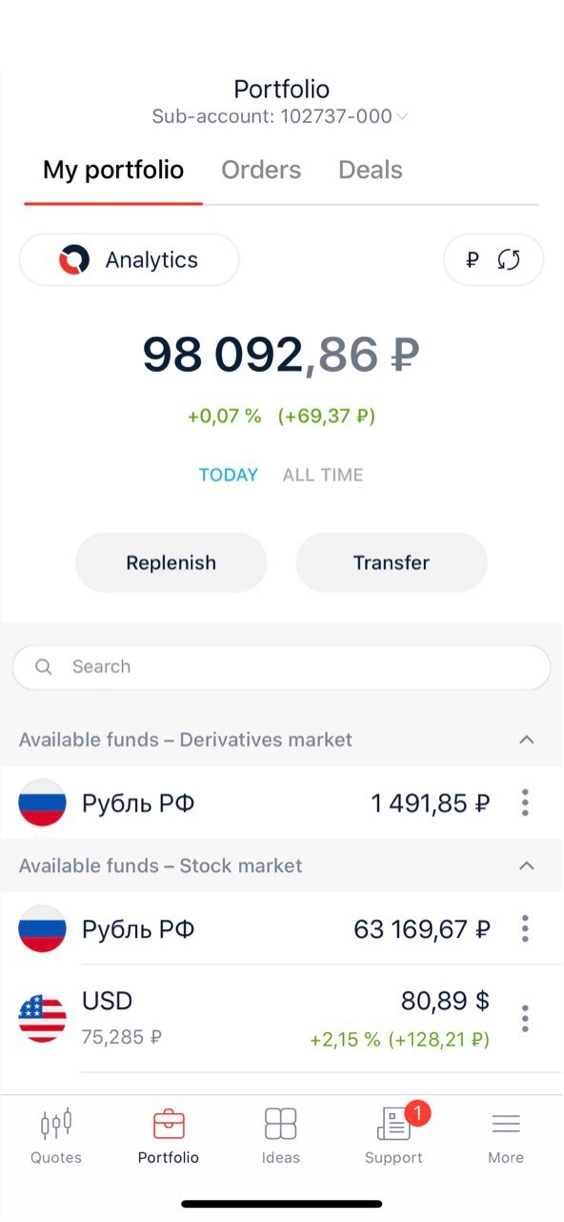 Portfolio
Sub-account: 102737-000
My portfolio Orders Deals
Analytics ₽
98 092,86 ₽
+0,07 % (+69,37 ₽)
TODAY ALL TIME
Replenish Transfer
Search
Available funds – Derivatives market
Рубль РФ 1 491,85 ₽
Available funds – Stock market
Рубль РФ 63 169,67 ₽
USD 80,89 $
75,285 ₽ +2,15 % (+128,21 ₽)
1
Quotes Portfolio Ideas Support More